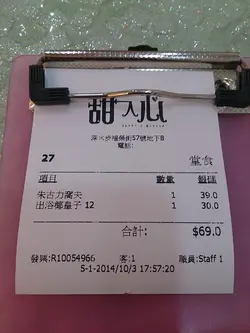 甜入心
深水步福榮街57號地下B
電話:
27 堂食
項目 數量 銀碼
朱古力窩夫 1 39.0
出浴椰皇子 12 1 30.0
合計: $69.0
發票:R10054966 客:1 職員:Staff 1
5-1-2014/10/3 17:57:20